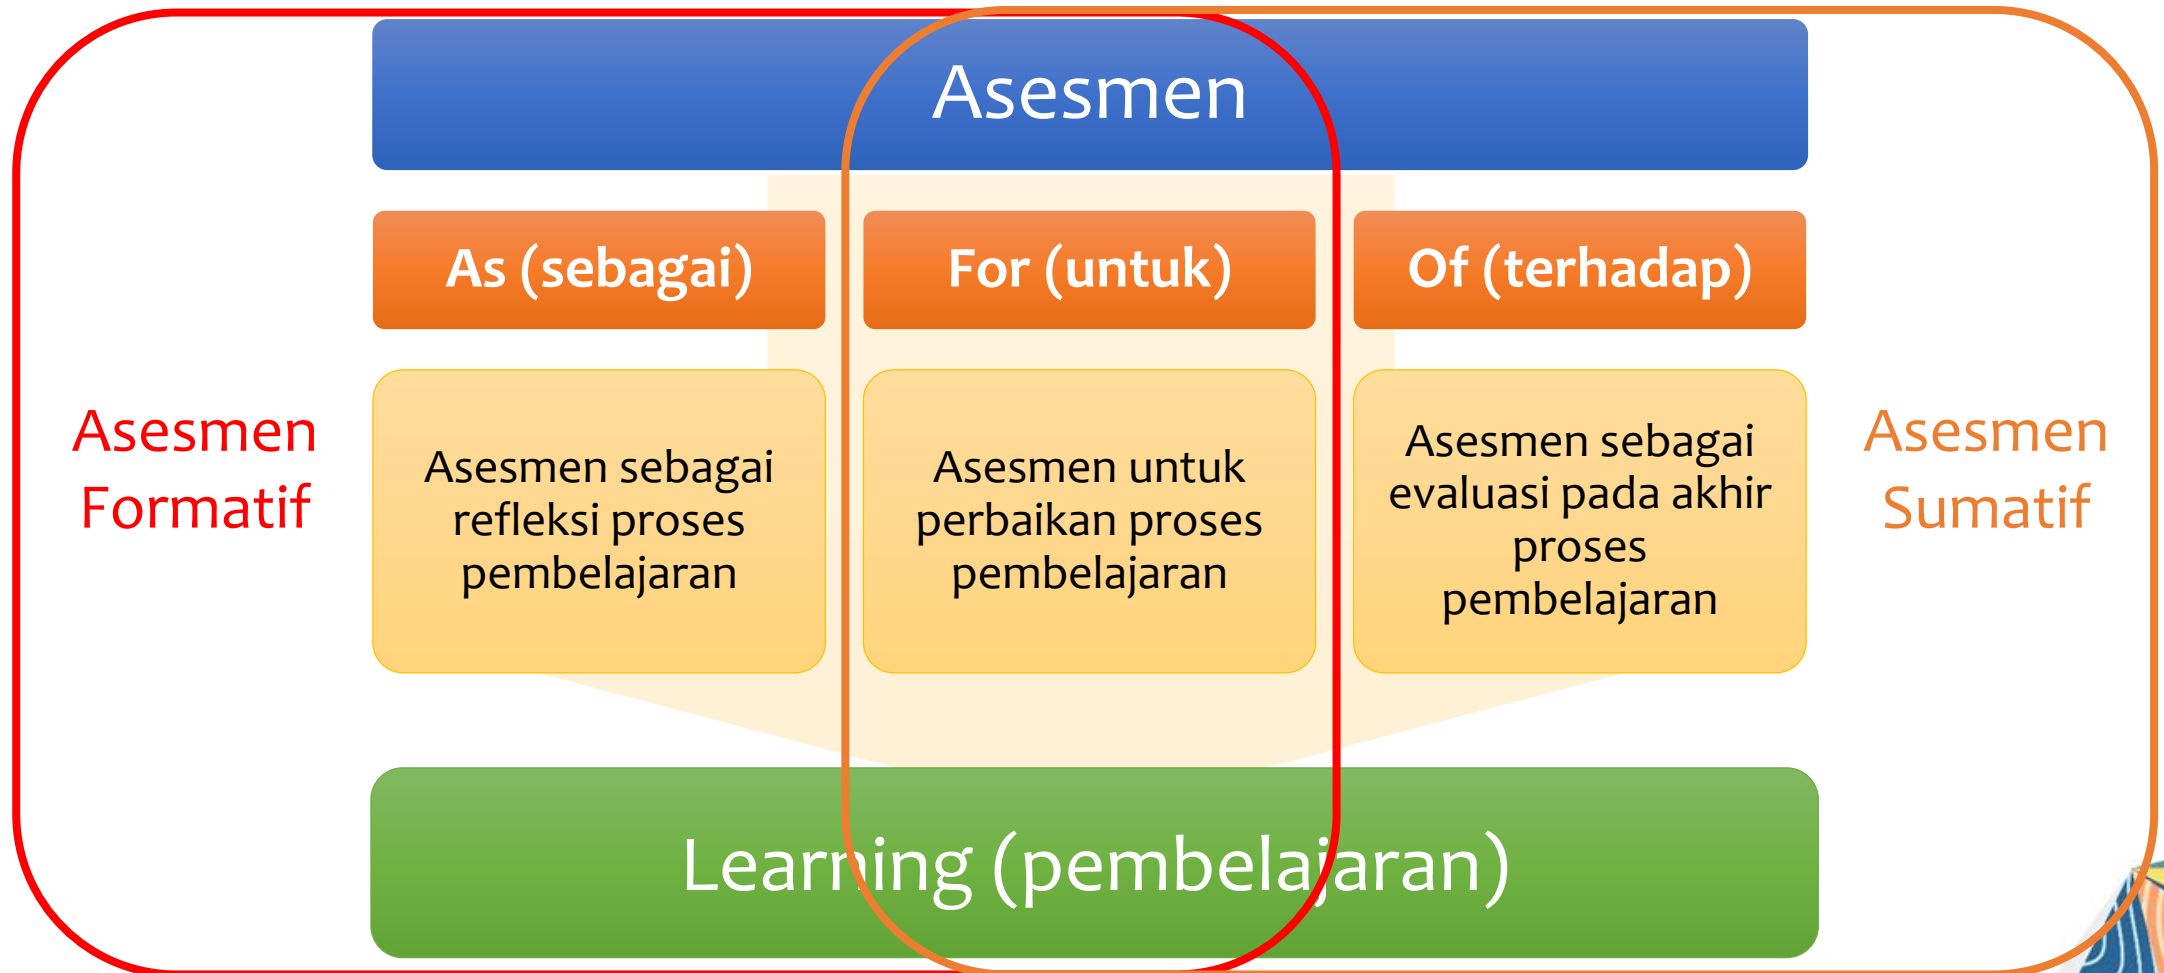 Asesmen
As (sebagai)
For (untuk)
Of (terhadap)
Asesmen
Formatif
Asesmen sebagai
refleksi proses
pembelajaran
Asesmen untuk
perbaikan proses
pembelajaran
Asesmen sebagai
evaluasi pada akhir
proses
pembelajaran
Asesmen
Sumatif
Learning (pembelajaran)